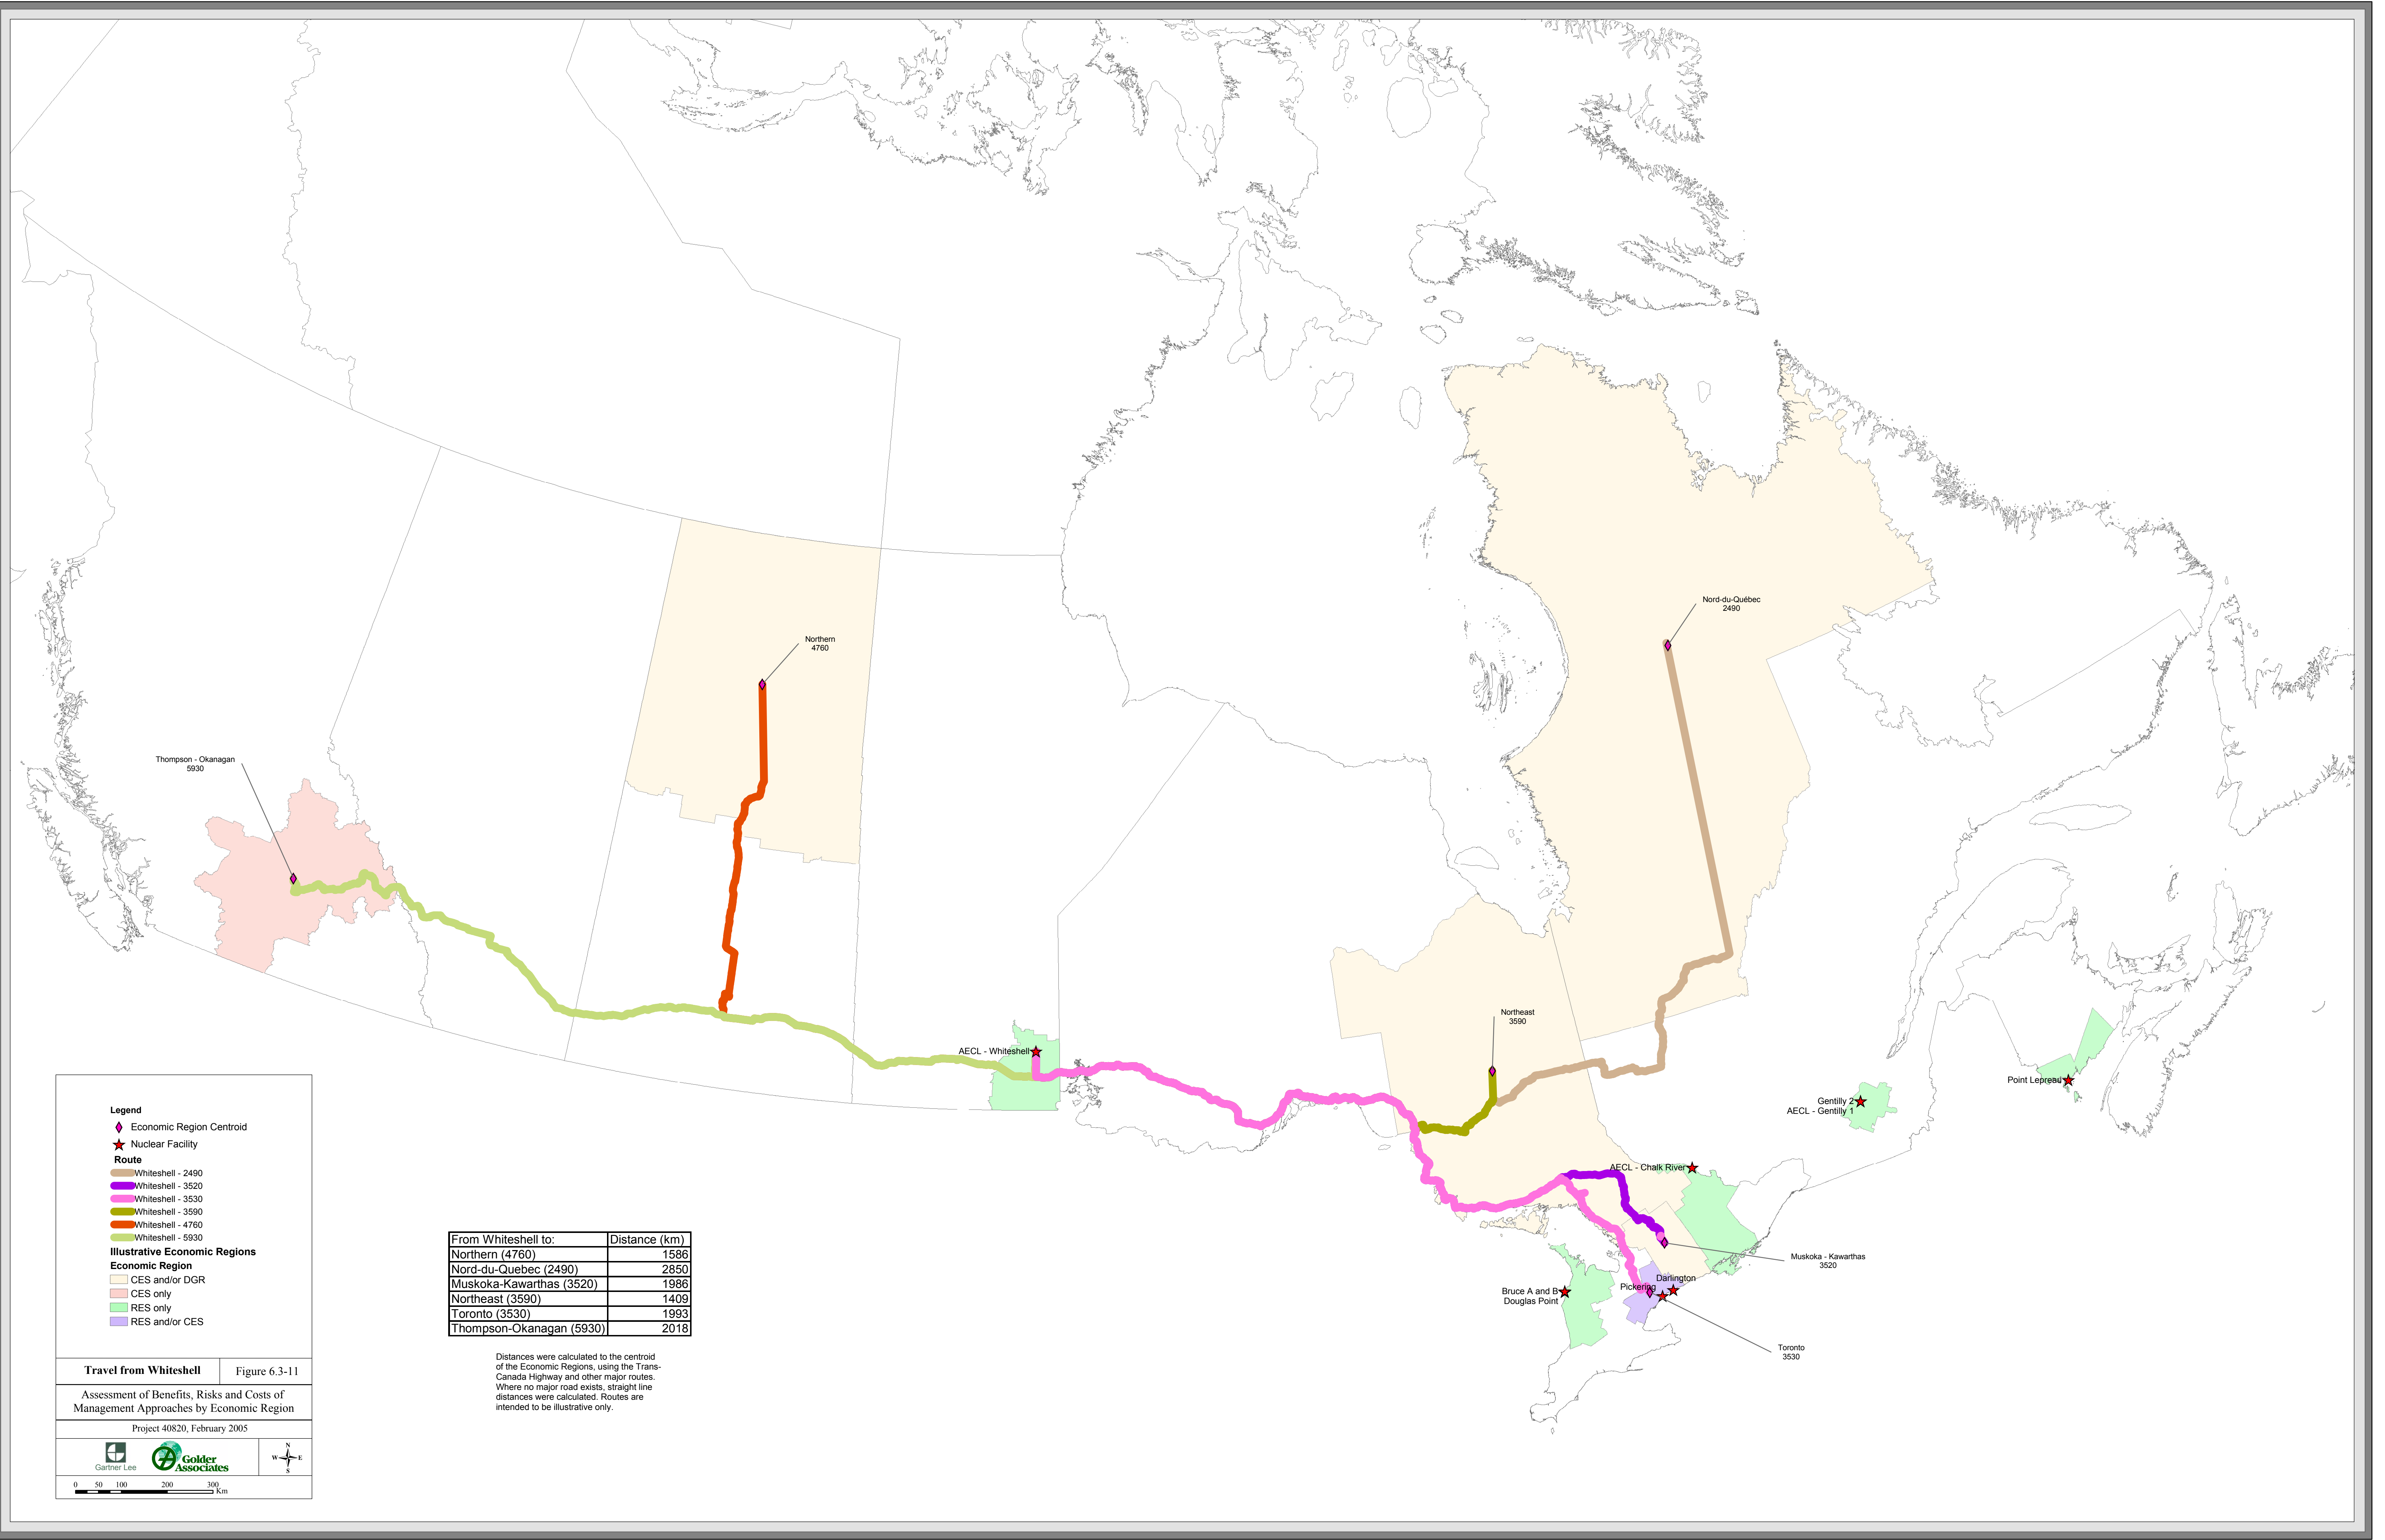 Nord-du-Québec
2490
Northern
4760
Thompson - Okanagan
5930
Northeast
3590
AECL - Whiteshell
Point Lepreau
Gentilly 2
AECL - Gentilly 1
AECL - Chalk River
Muskoka - Kawarthas
3520
Darlington
Pickering
Bruce A and B
Douglas Point
Toronto
3530
Legend
Economic Region Centroid
Nuclear Facility
Route
Whiteshell - 2490
Whiteshell - 3520
Whiteshell - 3530
Whiteshell - 3590
Whiteshell - 4760
Whiteshell - 5930
Illustrative Economic Regions
Economic Region
CES and/or DGR
CES only
RES only
RES and/or CES
Travel from Whiteshell
Figure 6.3-11
Assessment of Benefits, Risks and Costs of
Management Approaches by Economic Region
Project 40820, February 2005
Gartner Lee
Golder
Associates
N
W E
S
0 50 100 200 300
Km
From Whiteshell to: Distance (km)
Northern (4760) 1586
Nord-du-Quebec (2490) 2850
Muskoka-Kawarthas (3520) 1986
Northeast (3590) 1409
Toronto (3530) 1993
Thompson-Okanagan (5930) 2018
Distances were calculated to the centroid
of the Economic Regions, using the Trans-
Canada Highway and other major routes.
Where no major road exists, straight line
distances were calculated. Routes are
intended to be illustrative only.